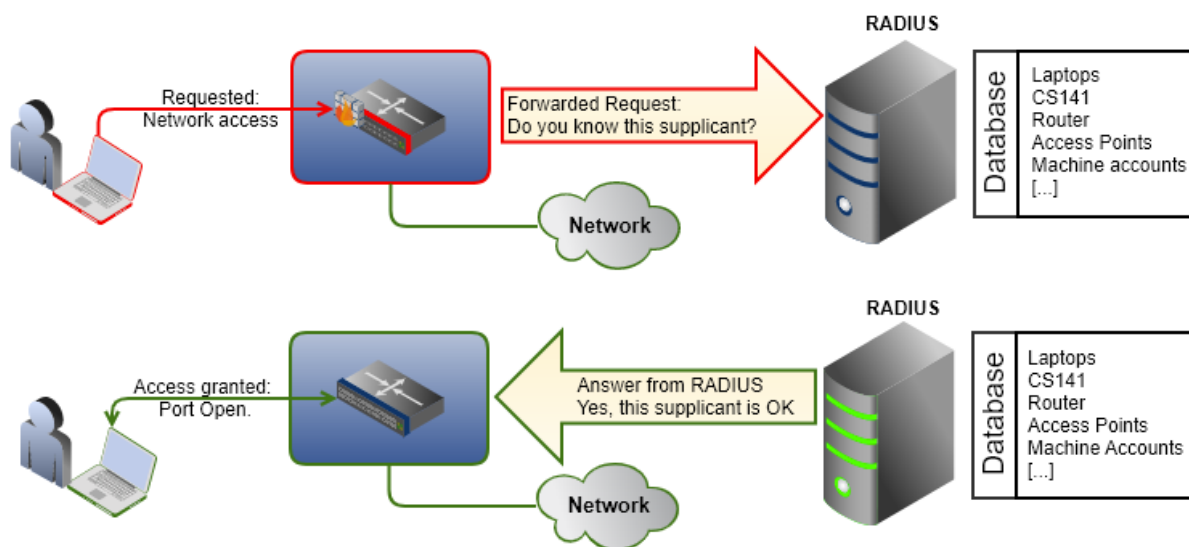 RADIUS
Requested:
Network access
Forwarded Request:
Do you know this supplicant?
Network
Database
Laptops
CS141
Router
Access Points
Machine accounts
[...]
RADIUS
Access granted:
Port Open.
Answer from RADIUS
Yes, this supplicant is OK
Network
Database
Laptops
CS141
Router
Access Points
Machine Accounts
[...]